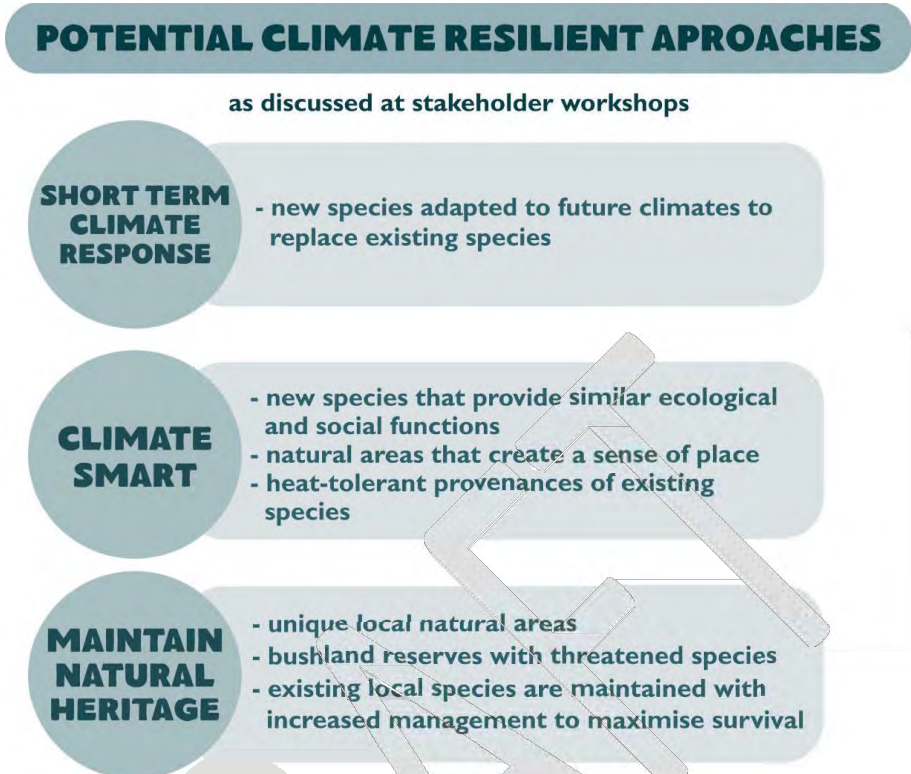 POTENTIAL CLIMATE RESILIENT APROACHES
as discussed at stakeholder workshops
SHORT TERM
CLIMATE
RESPONSE
- new species adapted to future climates to
replace existing species
CLIMATE
SMART
- new species that provide similar ecological
and social functions
- natural areas that create a sense of place
- heat-tolerant provenances of existing
species
MAINTAIN
NATURAL
HERITAGE
- unique local natural areas
- bushland reserves with threatened species
- existing local species are maintained with
increased management to maximise survival